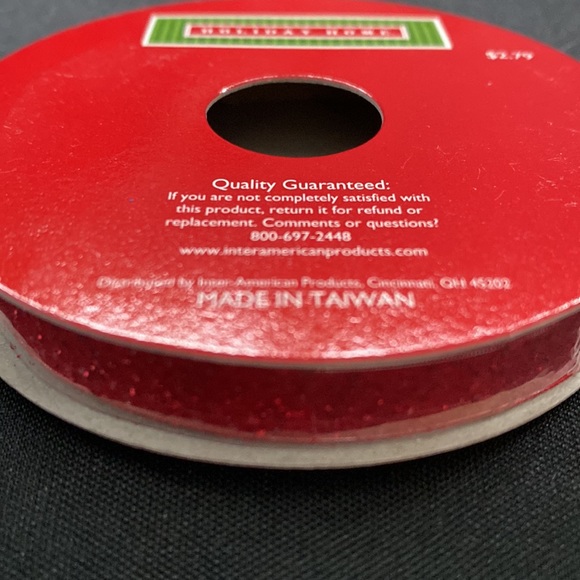 HOLIDAY HOME
$2.79
Quality Guaranteed:
If you are not completely satisfied with
this product, return it for refund or
replacement. Comments or questions?
800-697-2448
www.interamericanproducts.com
Distributed by Inter-American Products, Cincinnati, OH 45202
MADE IN TAIWAN